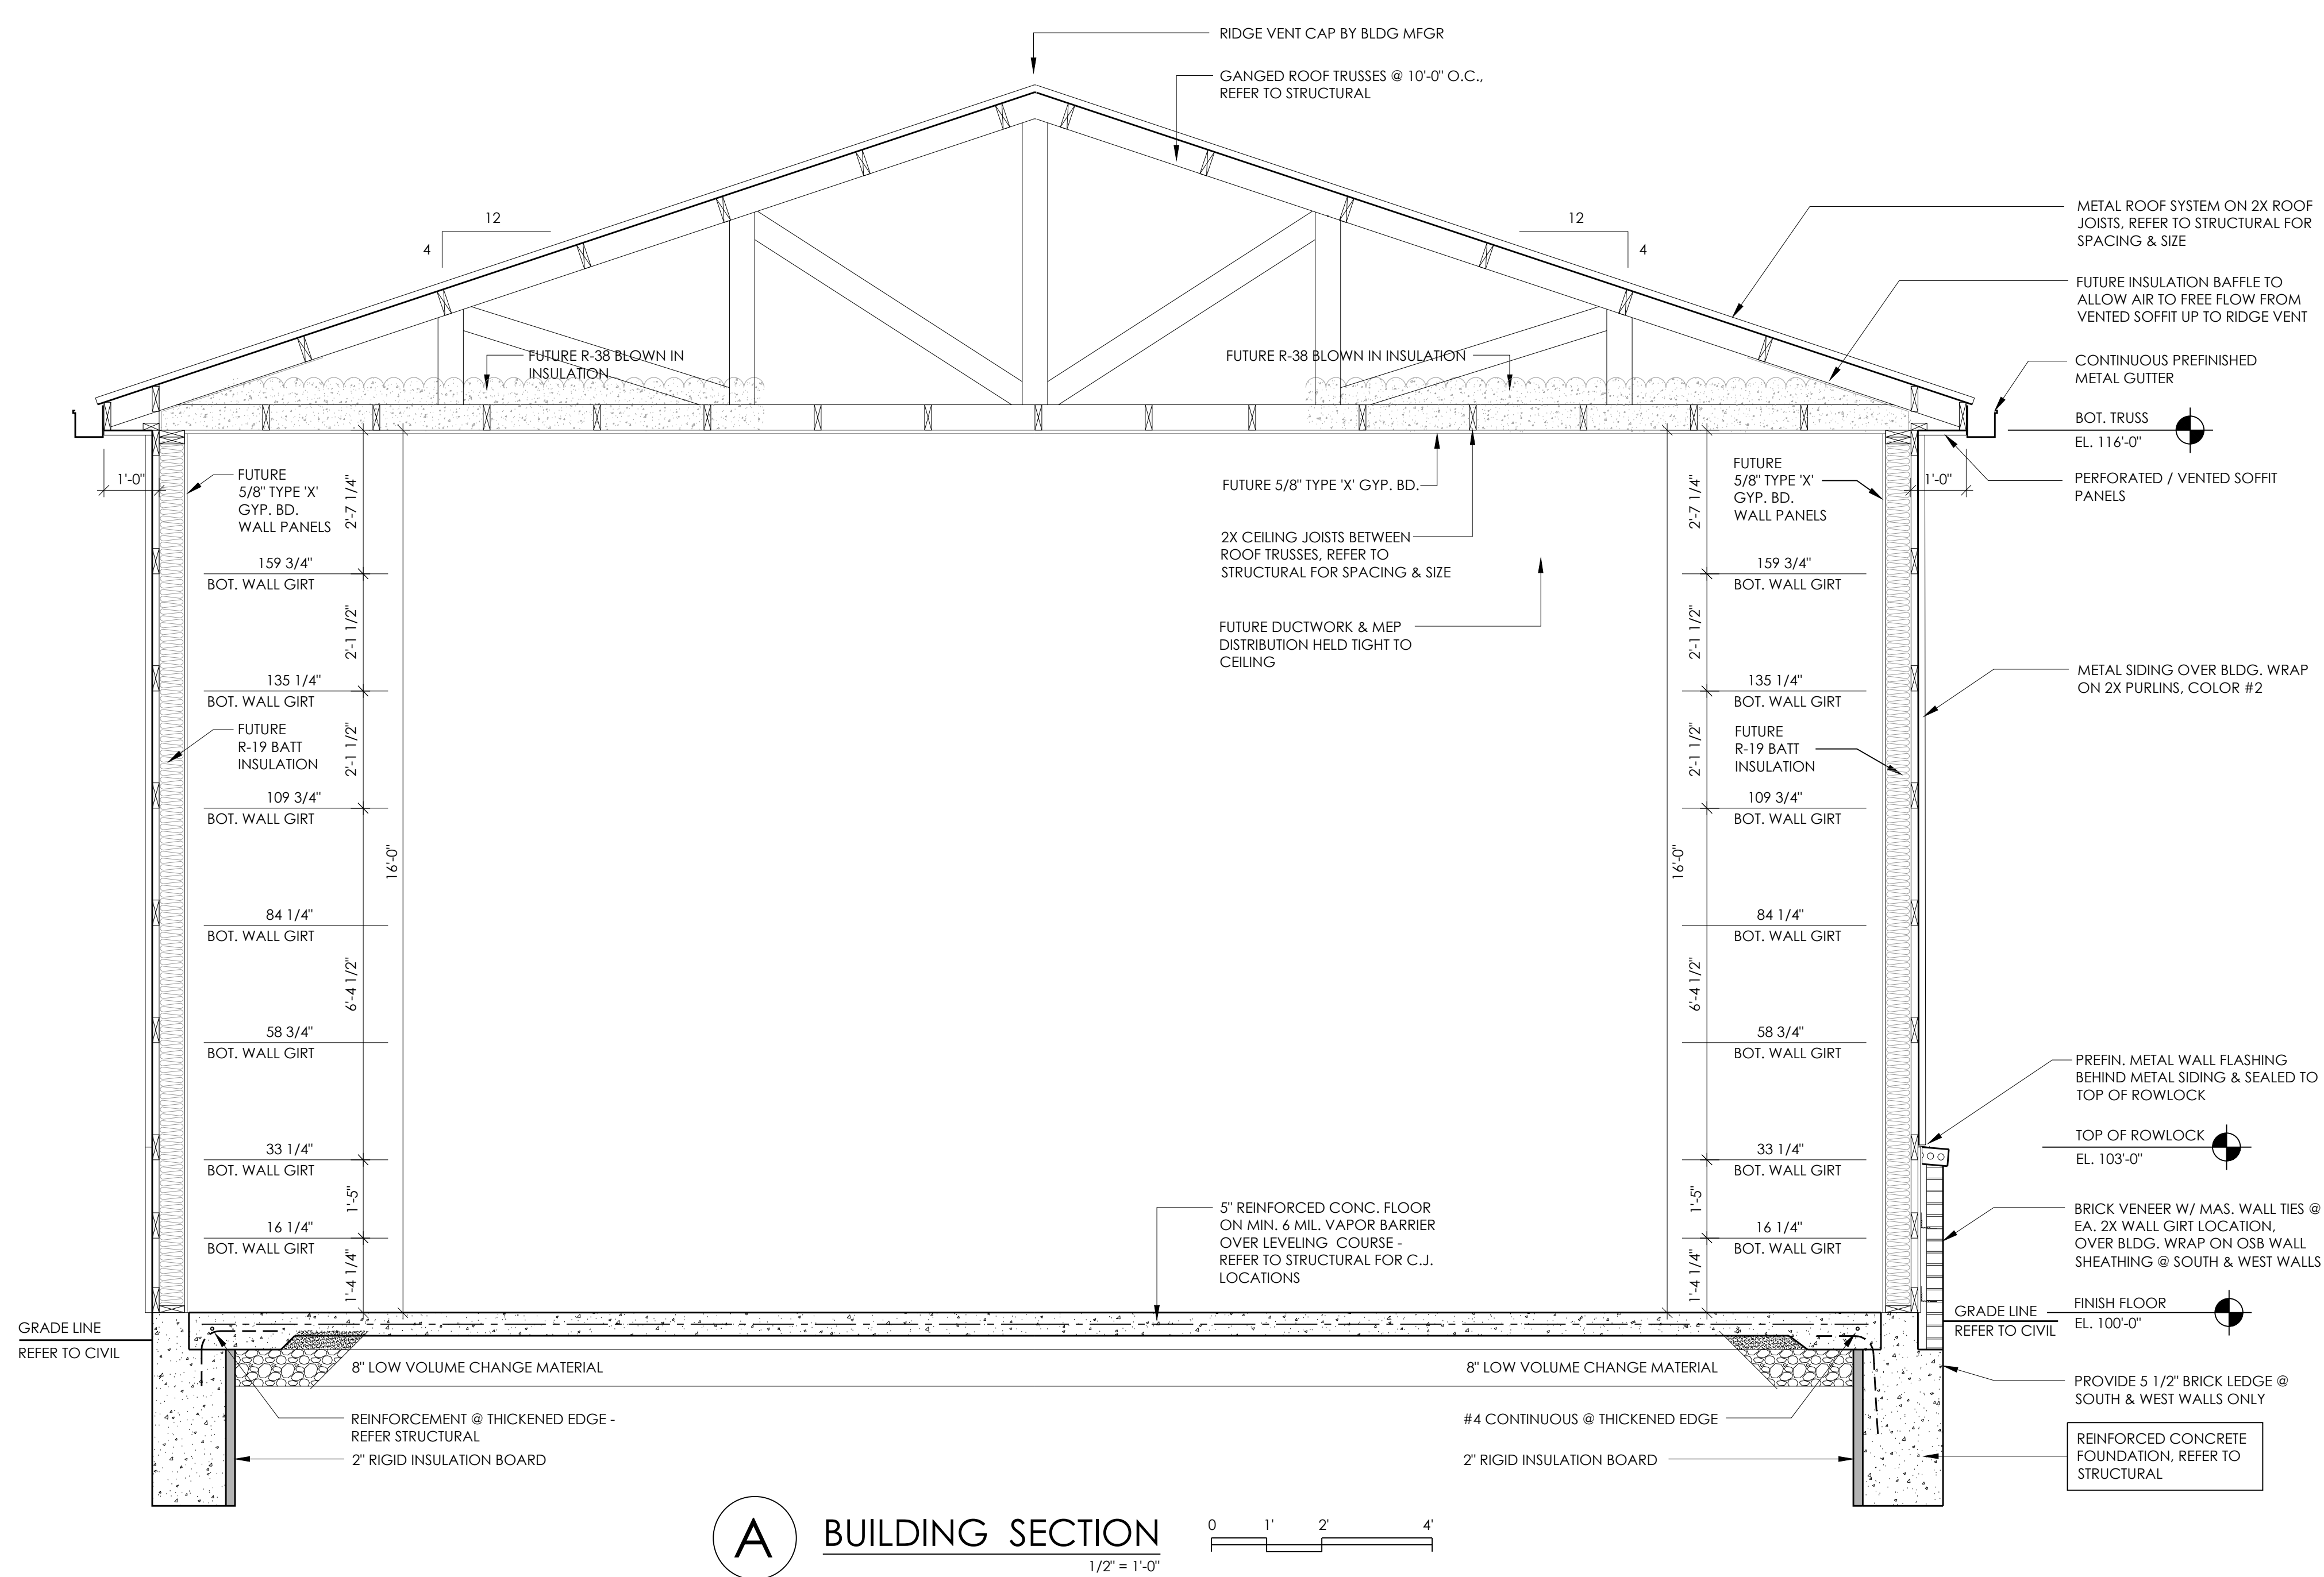 RIDGE VENT CAP BY BLDG MFGR
GANGED ROOF TRUSSES @ 10'-0" O.C.,
REFER TO STRUCTURAL
12
4
12
4
METAL ROOF SYSTEM ON 2X ROOF
JOISTS, REFER TO STRUCTURAL FOR
SPACING & SIZE
FUTURE INSULATION BAFFLE TO
ALLOW AIR TO FREE FLOW FROM
VENTED SOFFIT UP TO RIDGE VENT
FUTURE R-38 BLOWN IN
INSULATION
FUTURE R-38 BLOWN IN INSULATION
CONTINUOUS PREFINISHED
METAL GUTTER
BOT. TRUSS
EL. 116'-0"
PERFORATED / VENTED SOFFIT
PANELS
1'-0"
FUTURE
5/8" TYPE 'X'
GYP. BD.
WALL PANELS
2'-7 1/4"
FUTURE 5/8" TYPE 'X' GYP. BD.
2X CEILING JOISTS BETWEEN
ROOF TRUSSES, REFER TO
STRUCTURAL FOR SPACING & SIZE
FUTURE DUCTWORK & MEP
DISTRIBUTION HELD TIGHT TO
CEILING
2'-7 1/4"
FUTURE
5/8" TYPE 'X'
GYP. BD.
WALL PANELS
1'-0"
159 3/4"
BOT. WALL GIRT
2'-1 1/2"
135 1/4"
BOT. WALL GIRT
FUTURE
R-19 BATT
INSULATION
2'-1 1/2"
109 3/4"
BOT. WALL GIRT
16'-0"
84 1/4"
BOT. WALL GIRT
6'-4 1/2"
58 3/4"
BOT. WALL GIRT
33 1/4"
BOT. WALL GIRT
1'-5"
16 1/4"
BOT. WALL GIRT
1'-4 1/4"
159 3/4"
BOT. WALL GIRT
2'-1 1/2"
135 1/4"
BOT. WALL GIRT
FUTURE
R-19 BATT
INSULATION
2'-1 1/2"
109 3/4"
BOT. WALL GIRT
16'-0"
84 1/4"
BOT. WALL GIRT
6'-4 1/2"
58 3/4"
BOT. WALL GIRT
33 1/4"
BOT. WALL GIRT
1'-5"
16 1/4"
BOT. WALL GIRT
1'-4 1/4"
METAL SIDING OVER BLDG. WRAP
ON 2X PURLINS, COLOR #2
PREFIN. METAL WALL FLASHING
BEHIND METAL SIDING & SEALED TO
TOP OF ROWLOCK
TOP OF ROWLOCK
EL. 103'-0"
BRICK VENEER W/ MAS. WALL TIES @
EA. 2X WALL GIRT LOCATION,
OVER BLDG. WRAP ON OSB WALL
SHEATHING @ SOUTH & WEST WALLS
5" REINFORCED CONC. FLOOR
ON MIN. 6 MIL. VAPOR BARRIER
OVER LEVELING COURSE -
REFER TO STRUCTURAL FOR C.J.
LOCATIONS
GRADE LINE
REFER TO CIVIL
GRADE LINE
REFER TO CIVIL
FINISH FLOOR
EL. 100'-0"
8" LOW VOLUME CHANGE MATERIAL
8" LOW VOLUME CHANGE MATERIAL
PROVIDE 5 1/2" BRICK LEDGE @
SOUTH & WEST WALLS ONLY
REINFORCEMENT @ THICKENED EDGE -
REFER STRUCTURAL
2" RIGID INSULATION BOARD
#4 CONTINUOUS @ THICKENED EDGE
2" RIGID INSULATION BOARD
REINFORCED CONCRETE
FOUNDATION, REFER TO
STRUCTURAL
A
BUILDING SECTION
1/2" = 1'-0"
0 1' 2' 4'